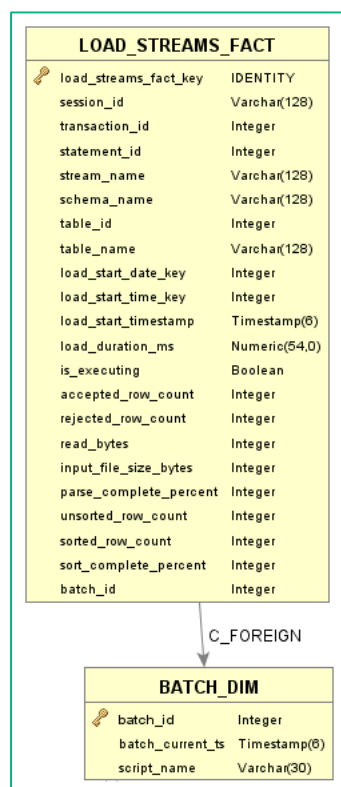 LOAD_STREAMS_FACT
load_streams_fact_key IDENTITY
session_id Varchar(128)
transaction_id Integer
statement_id Integer
stream_name Varchar(128)
schema_name Varchar(128)
table_id Integer
table_name Varchar(128)
load_start_date_key Integer
load_start_time_key Integer
load_start_timestamp Timestamp(6)
load_duration_ms Numeric(54,0)
is_executing Boolean
accepted_row_count Integer
rejected_row_count Integer
read_bytes Integer
input_file_size_bytes Integer
parse_complete_percent Integer
unsorted_row_count Integer
sorted_row_count Integer
sort_complete_percent Integer
batch_id Integer
C_FOREIGN
BATCH_DIM
batch_id Integer
batch_current_ts Timestamp(6)
script_name Varchar(30)